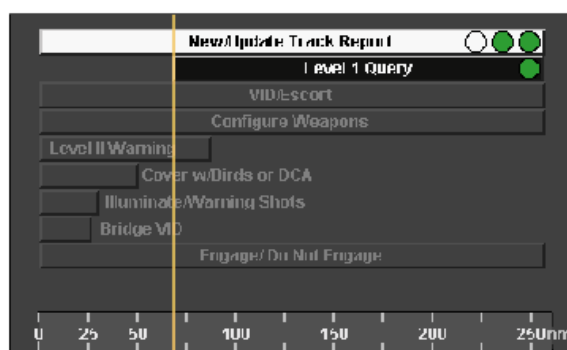 New/Update Track Report
Level 1 Query
VID/Escort
Configure Weapons
Level II Warning
Cover w/Birds or DCA
Illuminate/Warning Shots
Bridge VID
Engage/ Do Not Engage
0 25 50 100 150 200 250nm